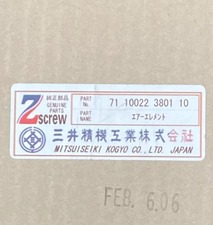 Z screw
純正部品
GENUINE
PARTS
PART No. 71 10022 3801 10
PART NAME エアーエレメント
三井精機工業株式会社
MITSUISEIKI KOGYO CO., LTD. JAPAN
FEB. 6.06